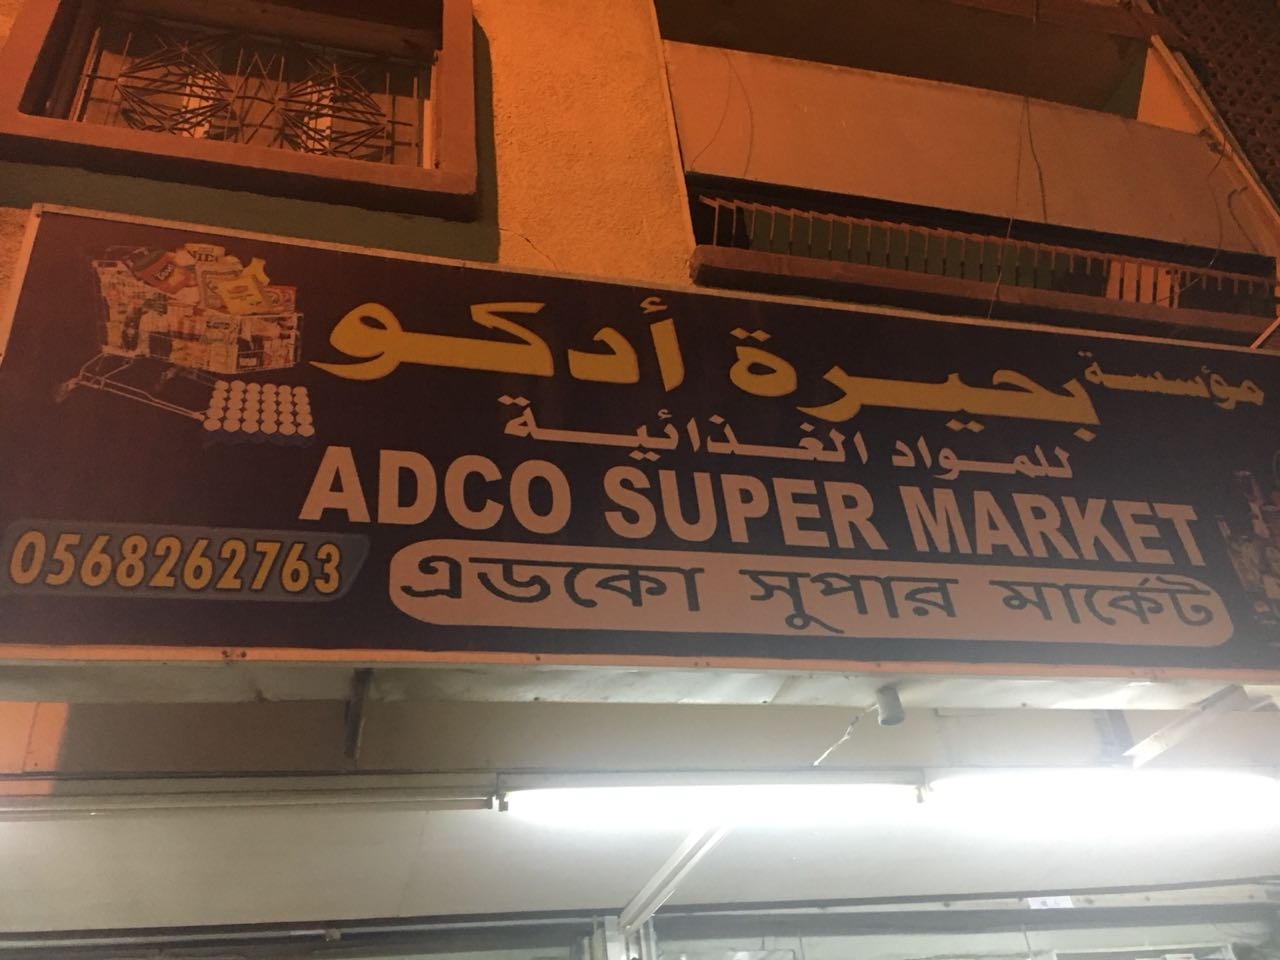 مؤسسة بحيرة أدكو
للمواد الغذائية
ADCO SUPER MARKET
0568262763
এডকো সুপার মার্কেট